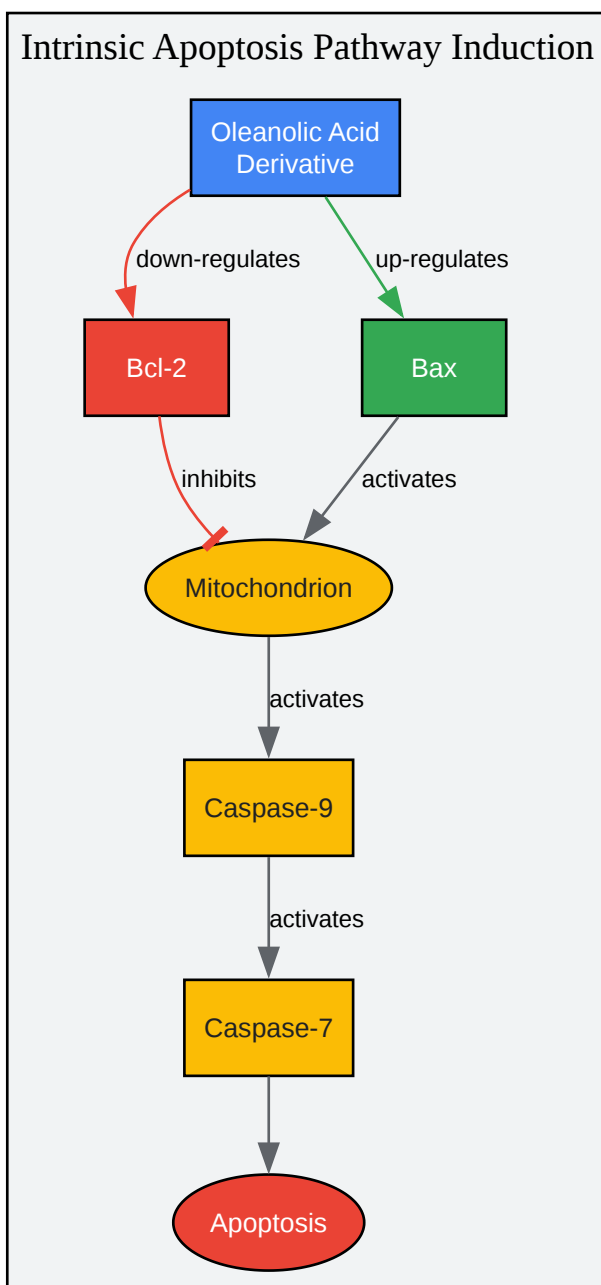 Intrinsic Apoptosis Pathway Induction
Oleanolic Acid
Derivative
down-regulates
up-regulates
Bcl-2
Bax
inhibits
activates
Mitochondrion
activates
Caspase-9
activates
Caspase-7
Apoptosis